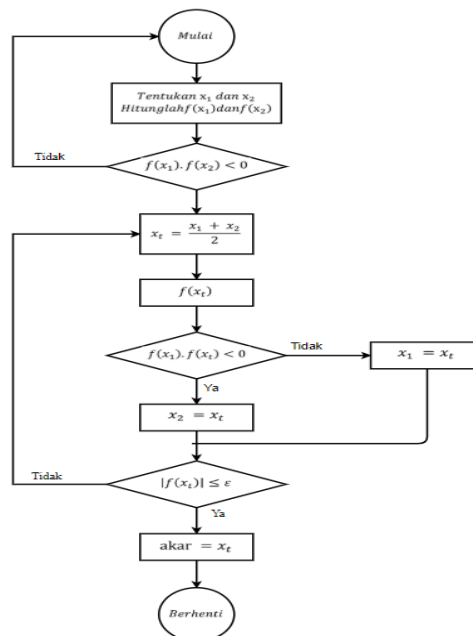 Mulai
Tentukan x₁ dan x₂
Hitunglahf(x₁)danf(x₂)
Tidak
f(x₁).f(x₂) < 0
xₜ = x₁ + x₂ / 2
f(xₜ)
f(x₁).f(xₜ) < 0
Tidak
x₁ = xₜ
Ya
x₂ = xₜ
Tidak
|f(xₜ)| ≤ ε
Ya
akar = xₜ
Berhenti